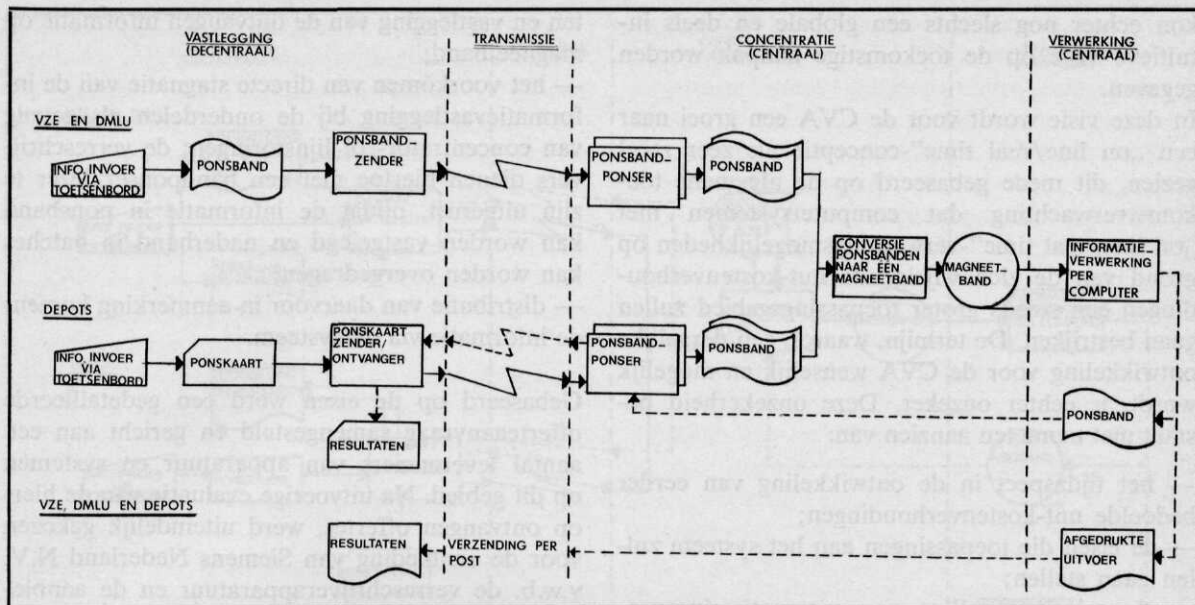 VASTLEGGING
(DECENTRAAL)
TRANSMISSIE
CONCENTRATIE
(CENTRAAL)
VERWERKING
(CENTRAAL)
VZE EN DMLU
INFO. INVOER
VIA
TOETSENBORD
PONSBAND
PONSBAND
ZENDER
PONSBAND-
PONSER
PONSBAND
CONVERSIE
PONSBANDEN
NAAR EEN
MAGNEETBAND
MAGNEET-
BAND
INFORMATIE-
VERWERKING
PER
COMPUTER
DEPOTS
INFO. INVOER
VIA
TOETSENBORD
PONSKAART
PONSKAART
ZENDER/
ONTVANGER
PONSBAND-
PONSER
PONSBAND
PONSBAND
RESULTATEN
VZE, DMLU EN DEPOTS
RESULTATEN
VERZENDING PER
POST
AFGEDRUKTE
UITVOER